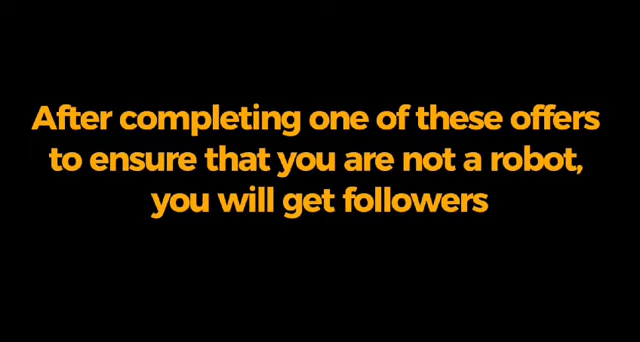 After completing one of these offers
to ensure that you are not a robot,
you will get followers